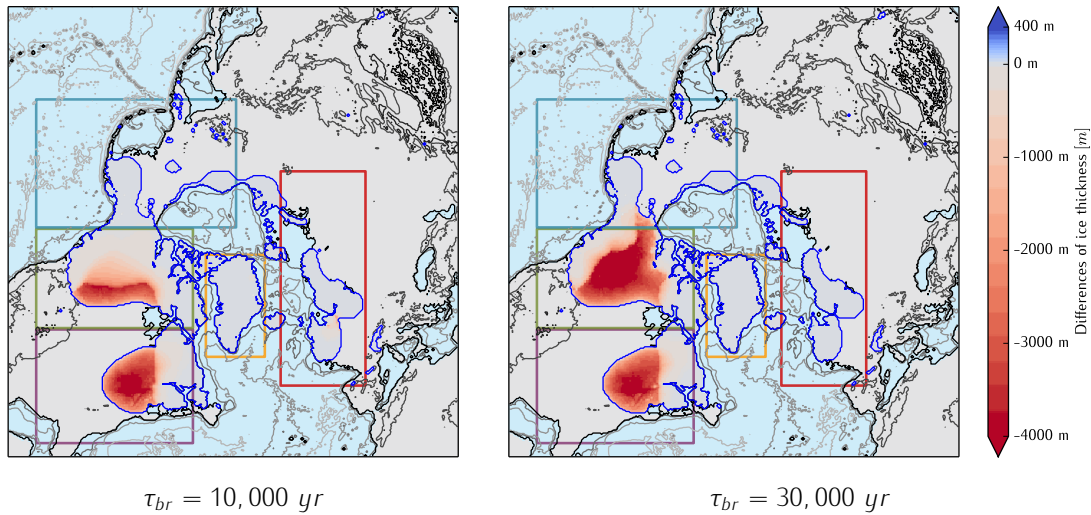 400 m
0 m
-1000 m
-2000 m
-3000 m
-4000 m
Differences of ice thickness [m]
τ_br = 10,000 yr
τ_br = 30,000 yr